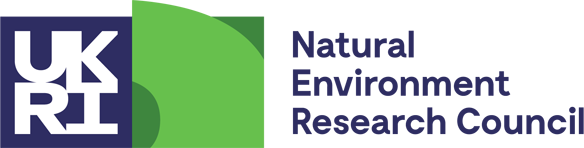 UK
RI
Natural
Environment
Research Council